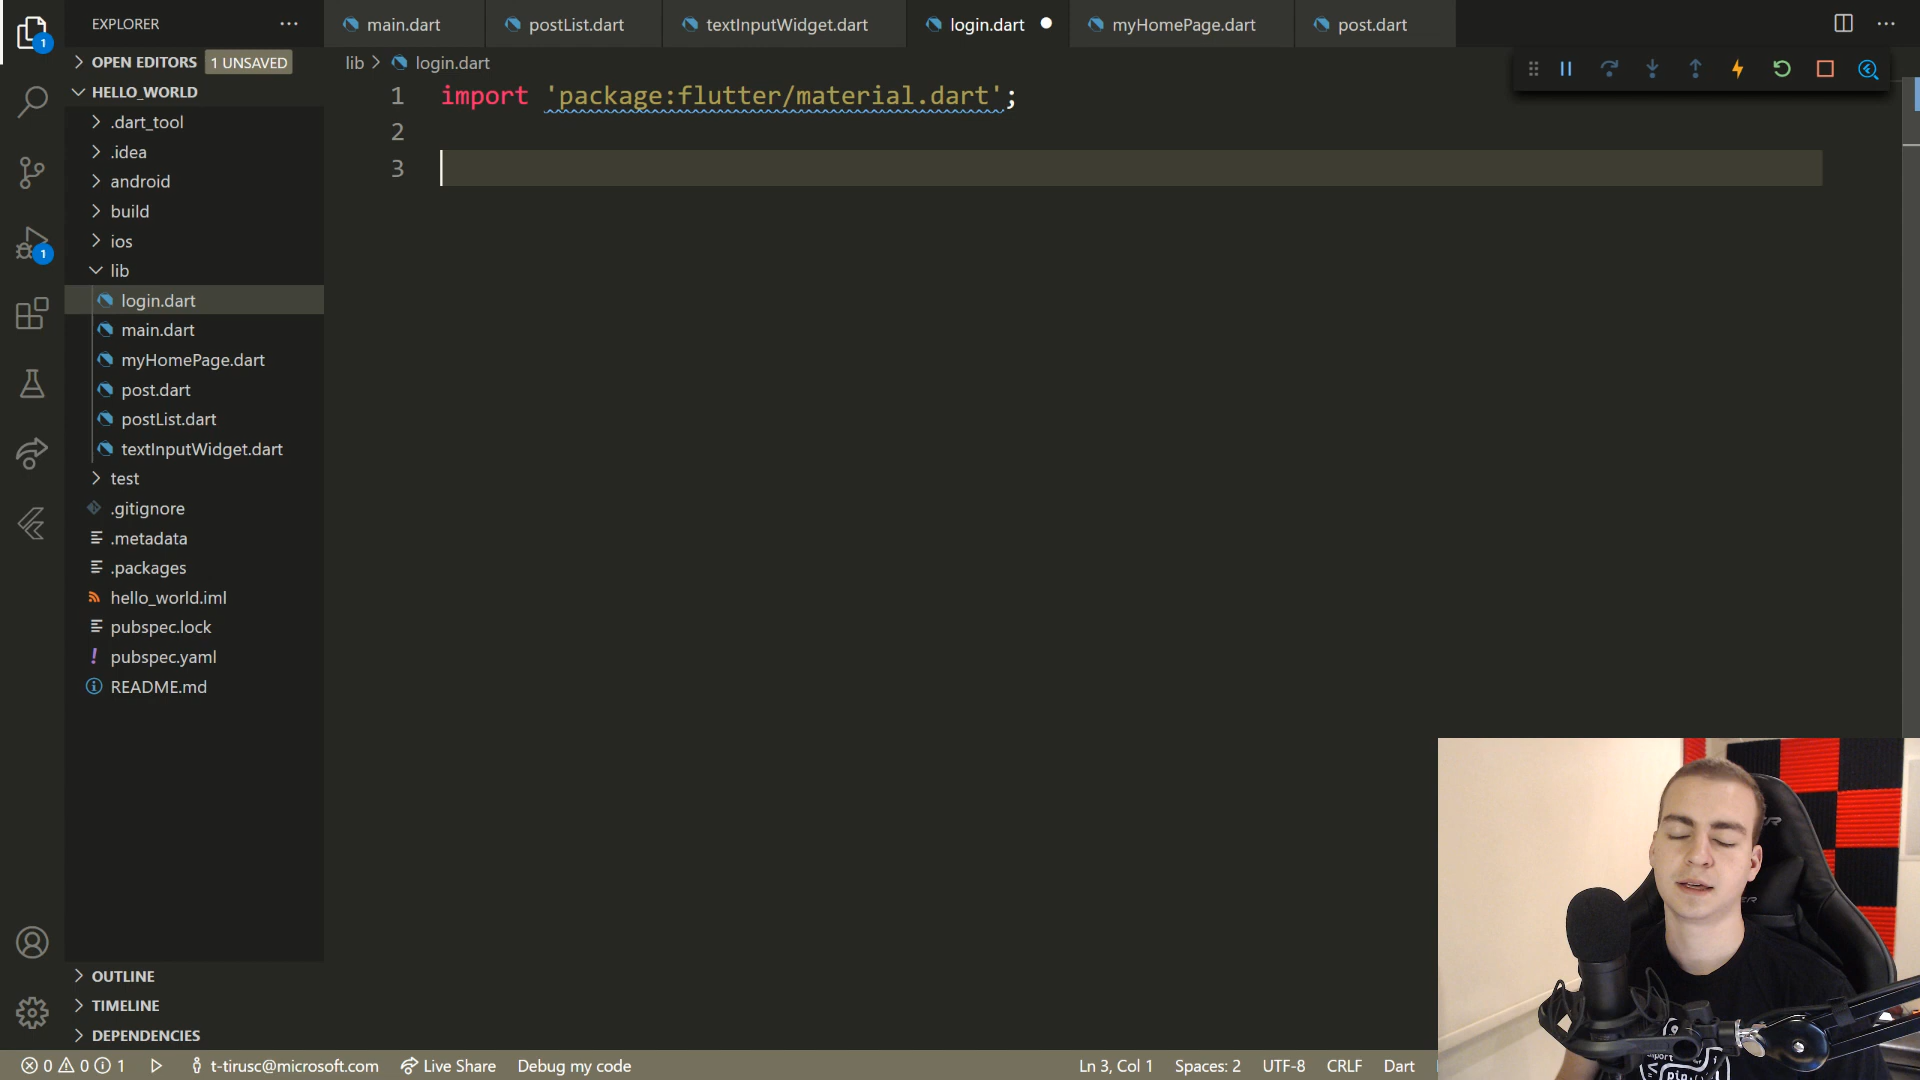 EXPLORER
main.dart
postList.dart
textInputWidget.dart
login.dart
myHomePage.dart
post.dart
OPEN EDITORS
1 UNSAVED
lib
login.dart
HELLO_WORLD
1 import 'package:flutter/material.dart';
2
3
.dart_tool
.idea
android
build
ios
lib
login.dart
main.dart
myHomePage.dart
post.dart
postList.dart
textInputWidget.dart
test
.gitignore
.metadata
.packages
hello_world.iml
pubspec.lock
pubspec.yaml
README.md
1
1
OUTLINE
TIMELINE
DEPENDENCIES
0 0 1
t-tirusc@microsoft.com
Live Share
Debug my code
Ln 3, Col 1
Spaces: 2
UTF-8
CRLF
Dart